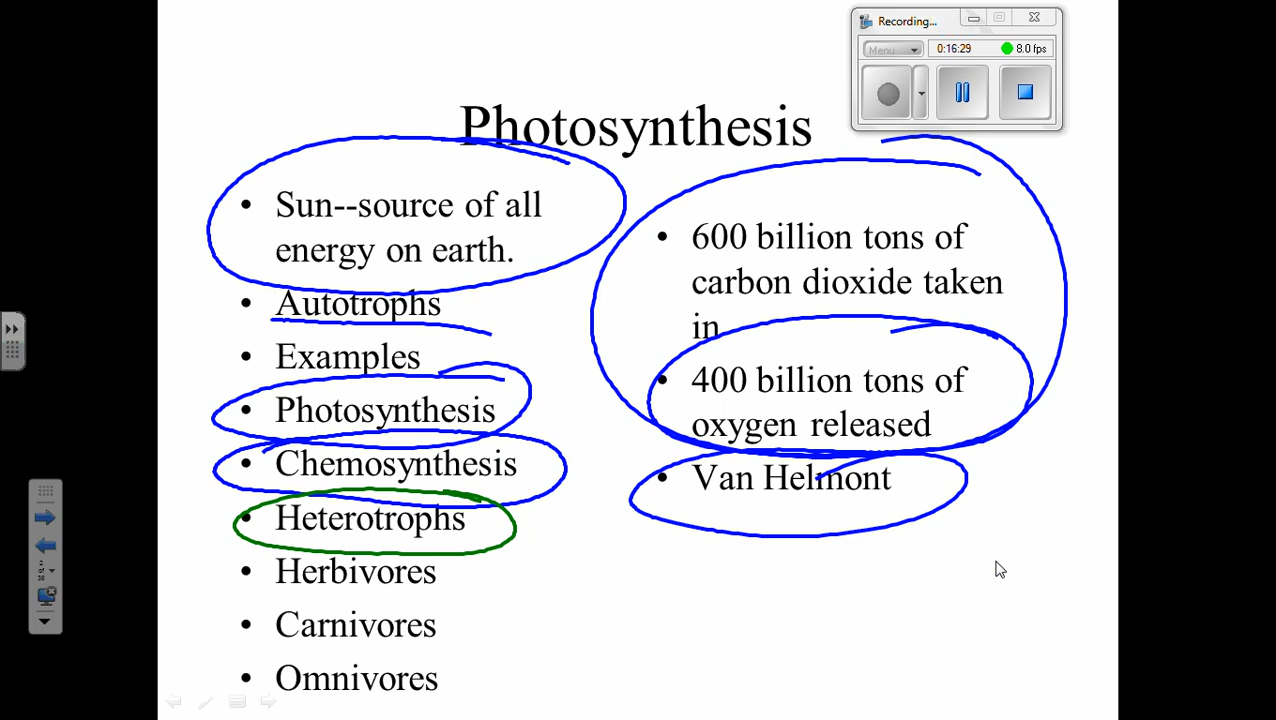 Recording...
Menu
0:16:29
8.0 fps
Photosynthesis
• Sun--source of all
energy on earth.
• Autotrophs
• Examples
• Photosynthesis
• Chemosynthesis
• Heterotrophs
• Herbivores
• Carnivores
• Omnivores
• 600 billion tons of
carbon dioxide taken
in
• 400 billion tons of
oxygen released
• Van Helmont